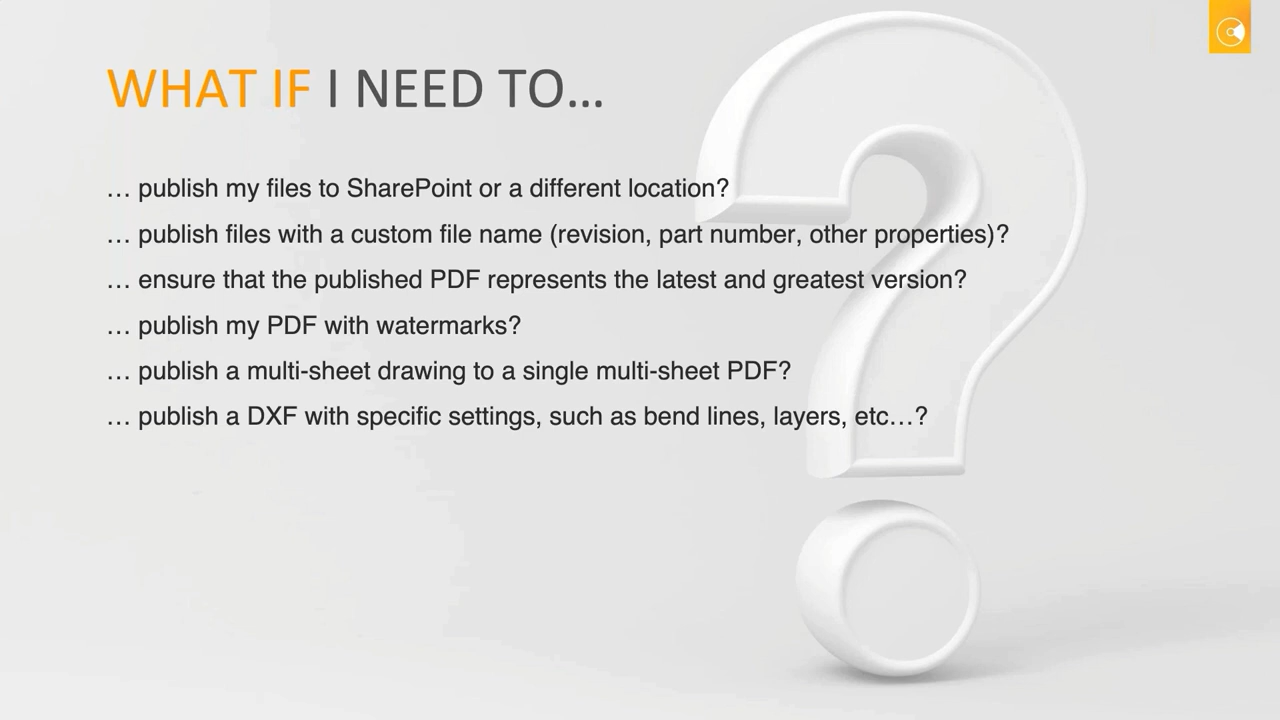 WHAT IF I NEED TO...
... publish my files to SharePoint or a different location?
... publish files with a custom file name (revision, part number, other properties)?
... ensure that the published PDF represents the latest and greatest version?
... publish my PDF with watermarks?
... publish a multi-sheet drawing to a single multi-sheet PDF?
... publish a DXF with specific settings, such as bend lines, layers, etc...?